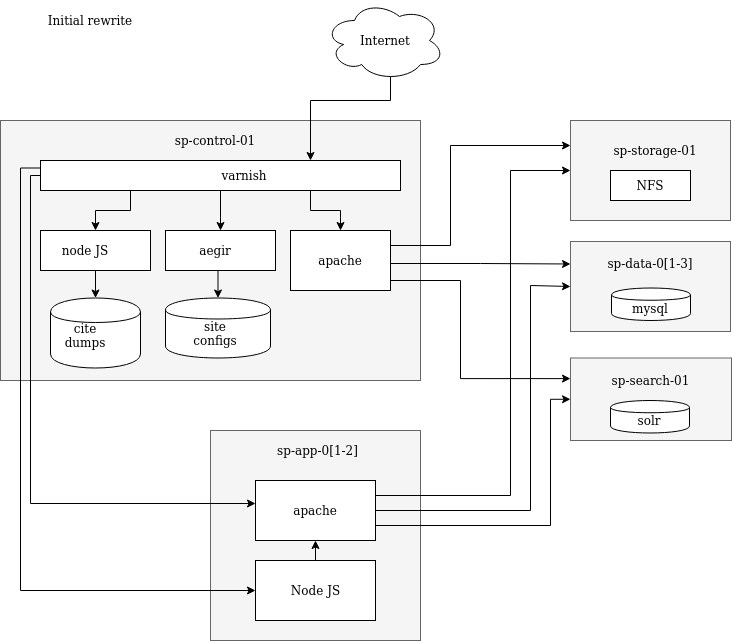 Initial rewrite
Internet
sp-control-01
varnish
node JS
aegir
apache
cite
dumps
site
configs
sp-storage-01
NFS
sp-data-0[1-3]
mysql
sp-search-01
solr
sp-app-0[1-2]
apache
Node JS